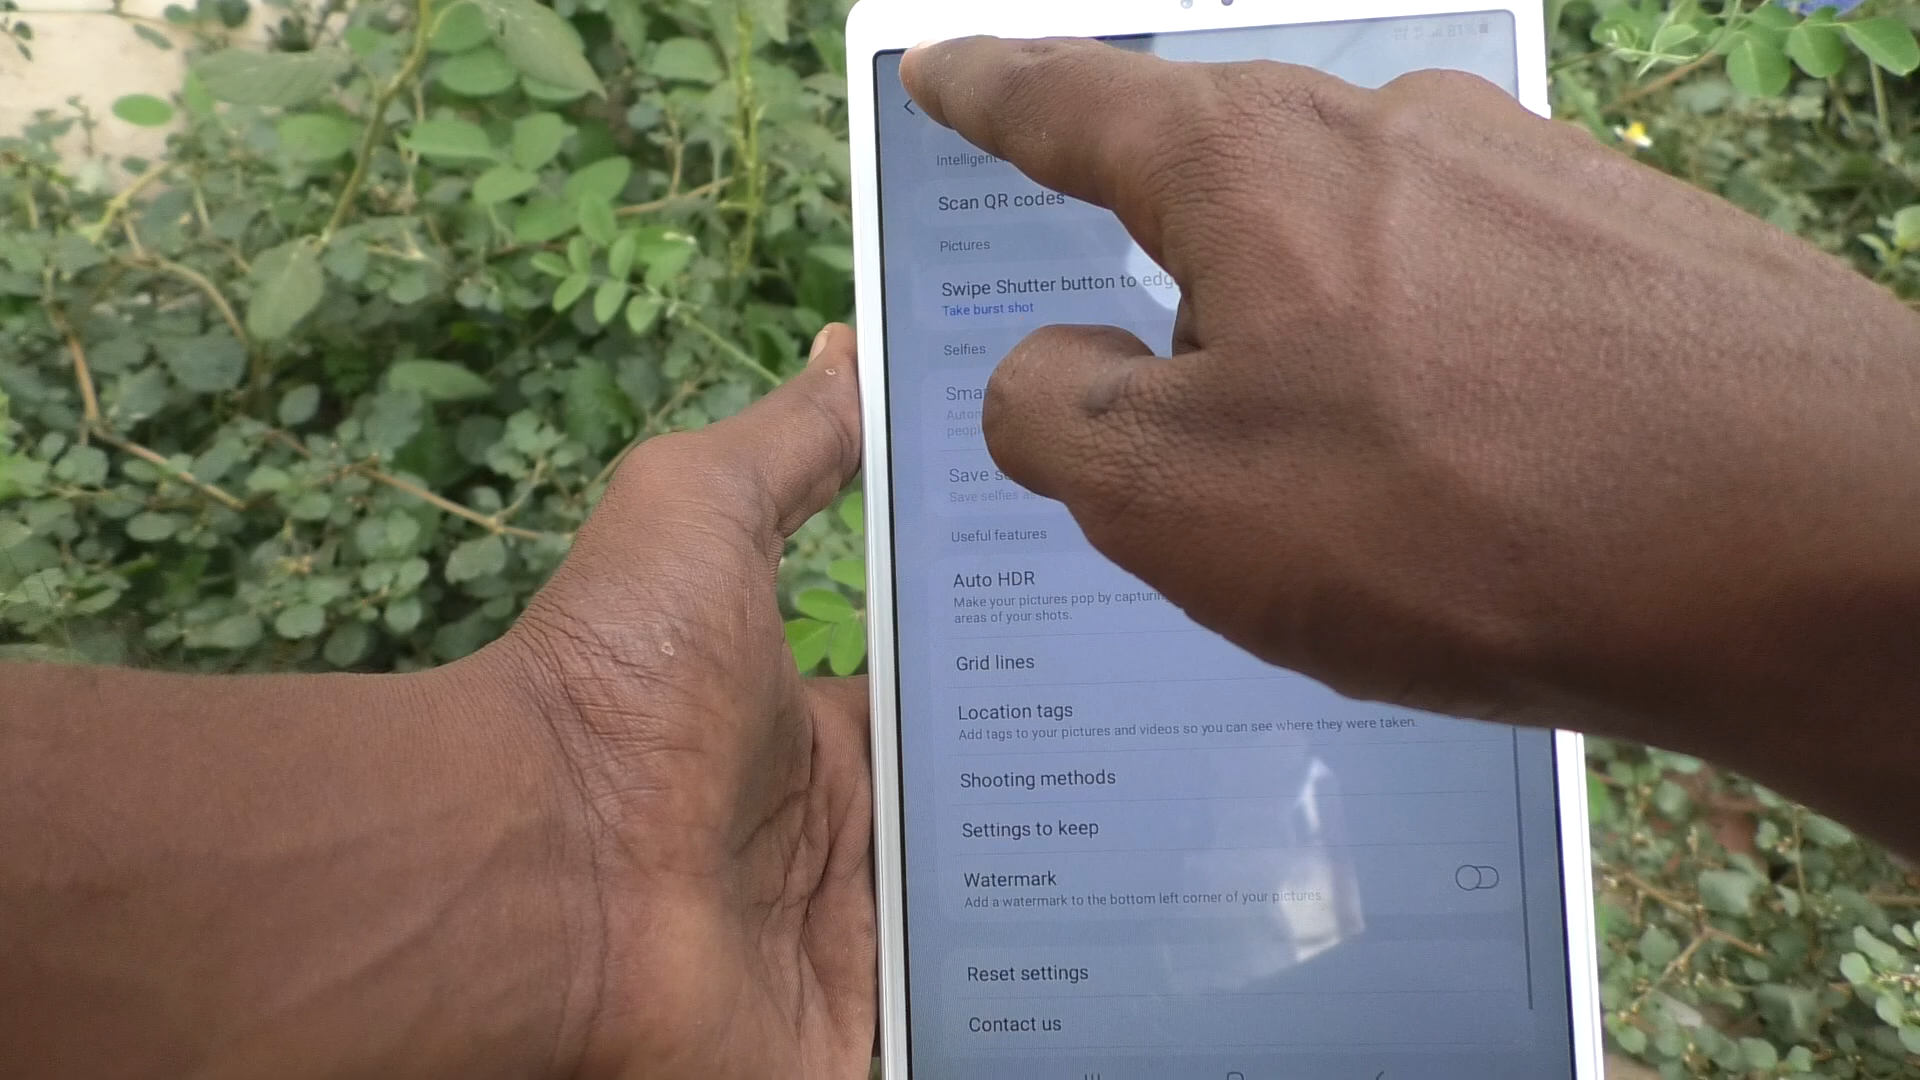 81%
Intelligent
Scan QR codes
Pictures
Swipe Shutter button to
Take burst shot
Selfies
Save
Save selfies
Useful features
Auto HDR
Make your pictures pop by
areas of your shots.
Grid lines
Location tags
Add tags to your pictures and videos so you can see where they were taken.
Shooting methods
Settings to keep
Watermark
Add a watermark to the bottom left corner of your pictures.
Reset settings
Contact us